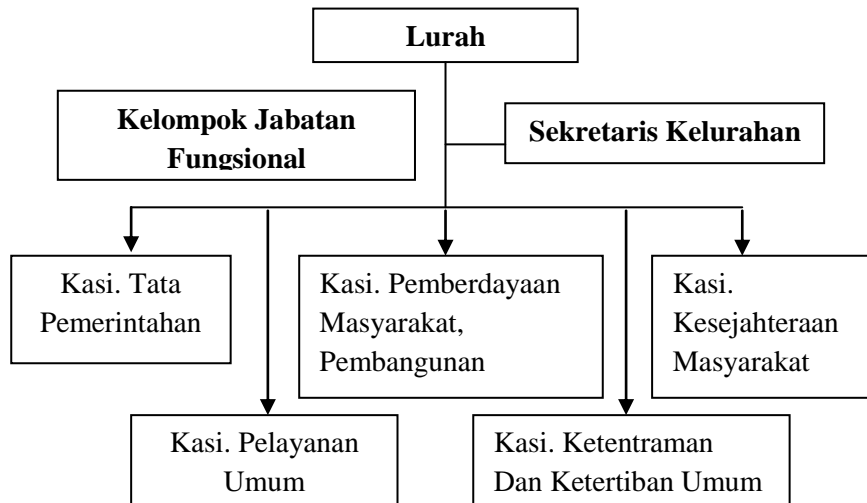 Lurah
Kelompok Jabatan
Fungsional
Sekretaris Kelurahan
Kasi. Tata
Pemerintahan
Kasi. Pemberdayaan
Masyarakat,
Pembangunan
Kasi.
Kesejahteraan
Masyarakat
Kasi. Pelayanan
Umum
Kasi. Ketentraman
Dan Ketertiban Umum